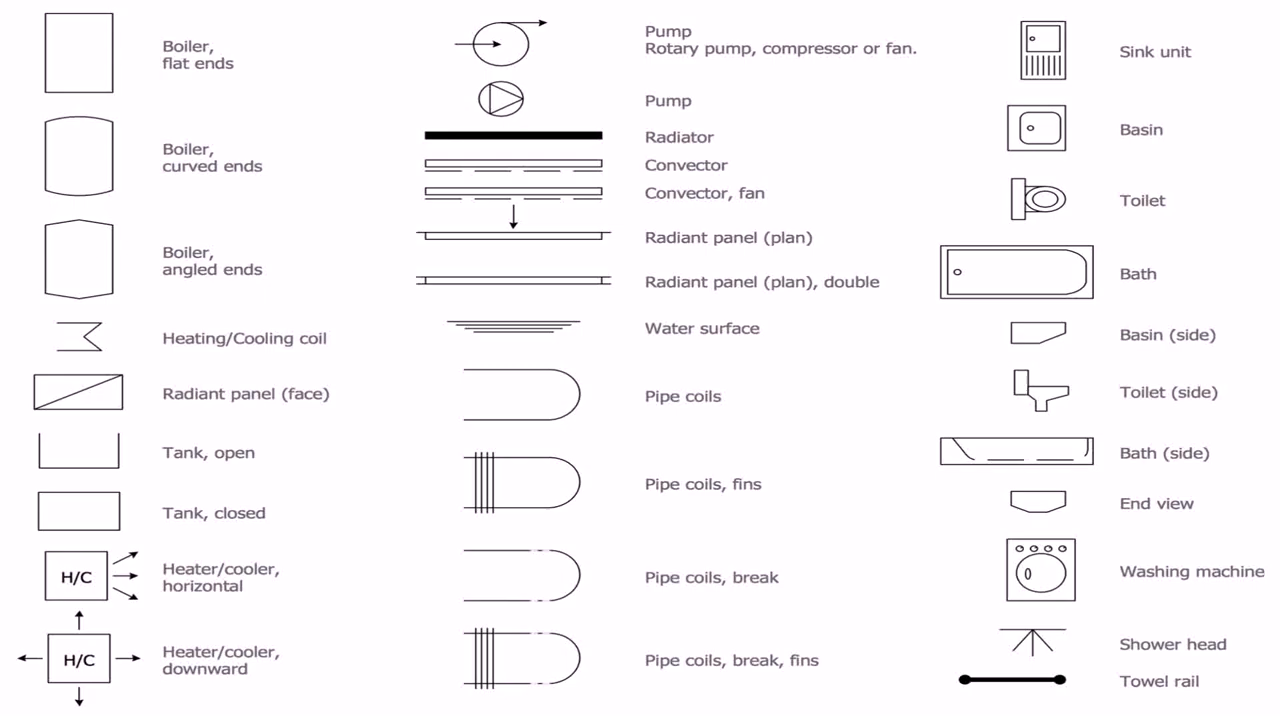 Boiler,
flat ends
Boiler,
curved ends
Boiler,
angled ends
Heating/Cooling coil
Radiant panel (face)
Tank, open
Tank, closed
H/C
Heater/cooler,
horizontal
H/C
Heater/cooler,
downward
Pump
Rotary pump, compressor or fan.
Pump
Radiator
Convector
Convector, fan
Radiant panel (plan)
Radiant panel (plan), double
Water surface
Pipe coils
Pipe coils, fins
Pipe coils, break
Pipe coils, break, fins
Sink unit
Basin
Toilet
Bath
Basin (side)
Toilet (side)
Bath (side)
End view
Washing machine
Shower head
Towel rail